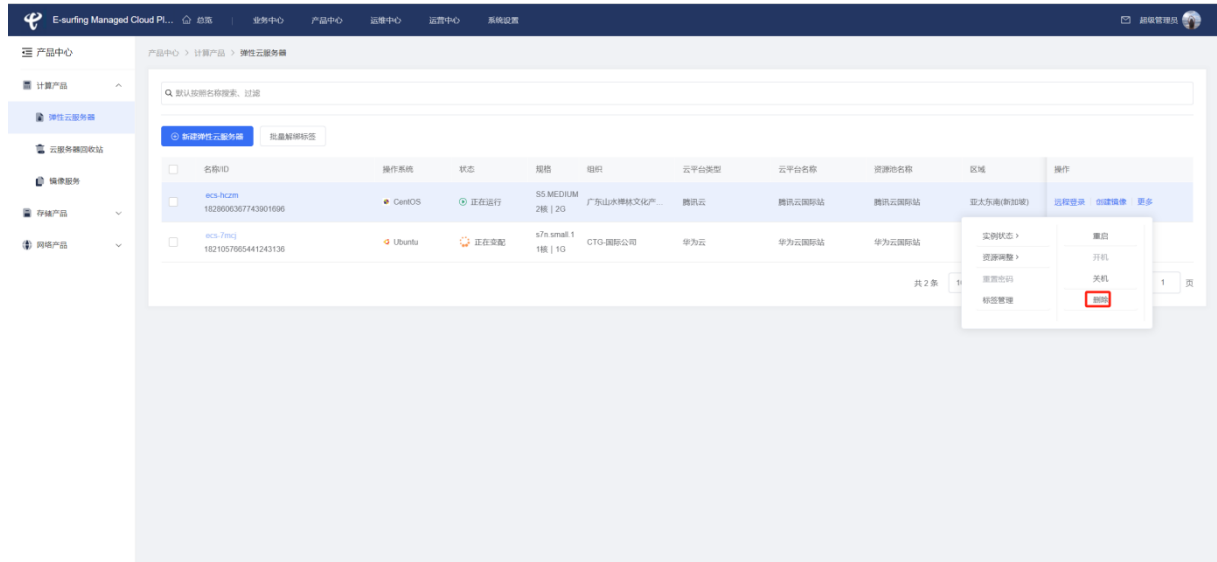 E-surfing Managed Cloud Pl... 总览 业务中心 产品中心 运维中心 运营中心 系统设置 超级管理员
产品中心
产品中心 > 计算产品 > 弹性云服务器
计算产品
弹性云服务器
云服务器回收站
镜像服务
存储产品
网络产品
默认按照名称搜索、过滤
新建弹性云服务器 批量解绑标签
名称/ID 操作系统 状态 规格 组织 云平台类型 云平台名称 资源池名称 区域 操作
ecs-hczm
1828606367743901696
CentOS 正在运行
S5.MEDIUM
2核 | 2G
广东山水禅林文化产... 腾讯云 腾讯云国际站 腾讯云国际站 亚太东南(新加坡) 远程登录 创建镜像 更多
ecs-7mcj
1821057665441243136
Ubuntu 正在变配
s7n.small.1
1核 | 1G
CTG-国际公司 华为云 华为云国际站 华为云国际站
实例状态 > 重启
资源调整 > 开机
重置密码 关机
标签管理 删除
共 2 条 1 页